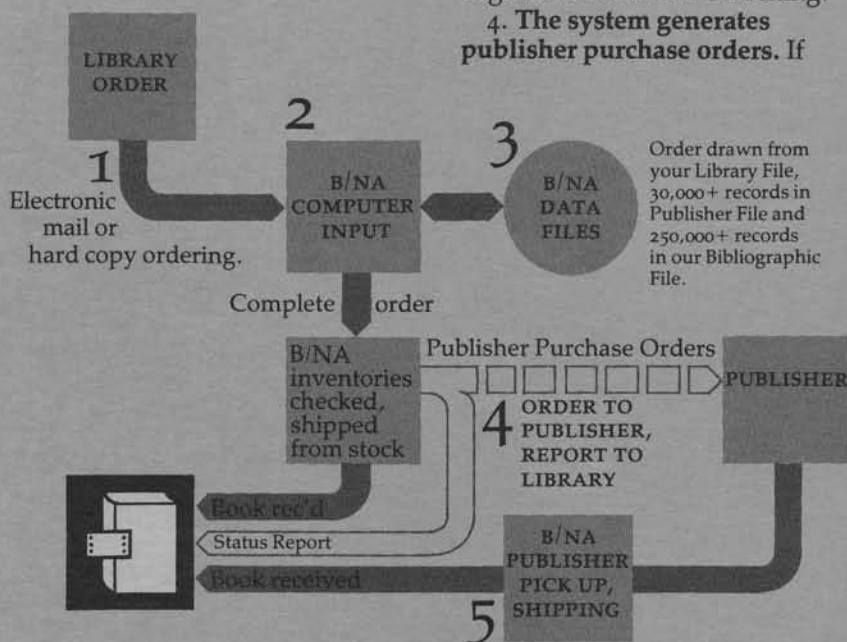 4. The system generates
publisher purchase orders. If
LIBRARY
ORDER
1
Electronic
mail or
hard copy ordering.
2
B/NA
COMPUTER
INPUT
3
B/NA
DATA
FILES
Order drawn from
your Library File,
30,000+ records in
Publisher File and
250,000+ records
in our Bibliographic
File.
Complete order
B/NA
inventories
checked,
shipped
from stock
Publisher Purchase Orders
PUBLISHER
4
ORDER TO
PUBLISHER,
REPORT TO
LIBRARY
Book rec'd
Status Report
Book received
B/NA
PUBLISHER
PICK UP,
SHIPPING
5